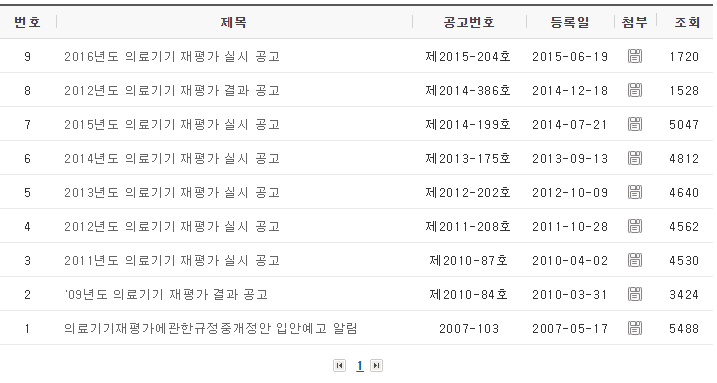 번호 제목 공고번호 등록일 첨부 조회
9 2016년도 의료기기 재평가 실시 공고 제2015-204호 2015-06-19 1720
8 2012년도 의료기기 재평가 결과 공고 제2014-386호 2014-12-18 1528
7 2015년도 의료기기 재평가 실시 공고 제2014-199호 2014-07-21 5047
6 2014년도 의료기기 재평가 실시 공고 제2013-175호 2013-09-13 4812
5 2013년도 의료기기 재평가 실시 공고 제2012-202호 2012-10-09 4640
4 2012년도 의료기기 재평가 실시 공고 제2011-208호 2011-10-28 4562
3 2011년도 의료기기 재평가 실시 공고 제2010-87호 2010-04-02 4530
2 '09년도 의료기기 재평가 결과 공고 제2010-84호 2010-03-31 3424
1 의료기기재평가에관한규정중개정안 입안예고 알림 2007-103 2007-05-17 5488
1